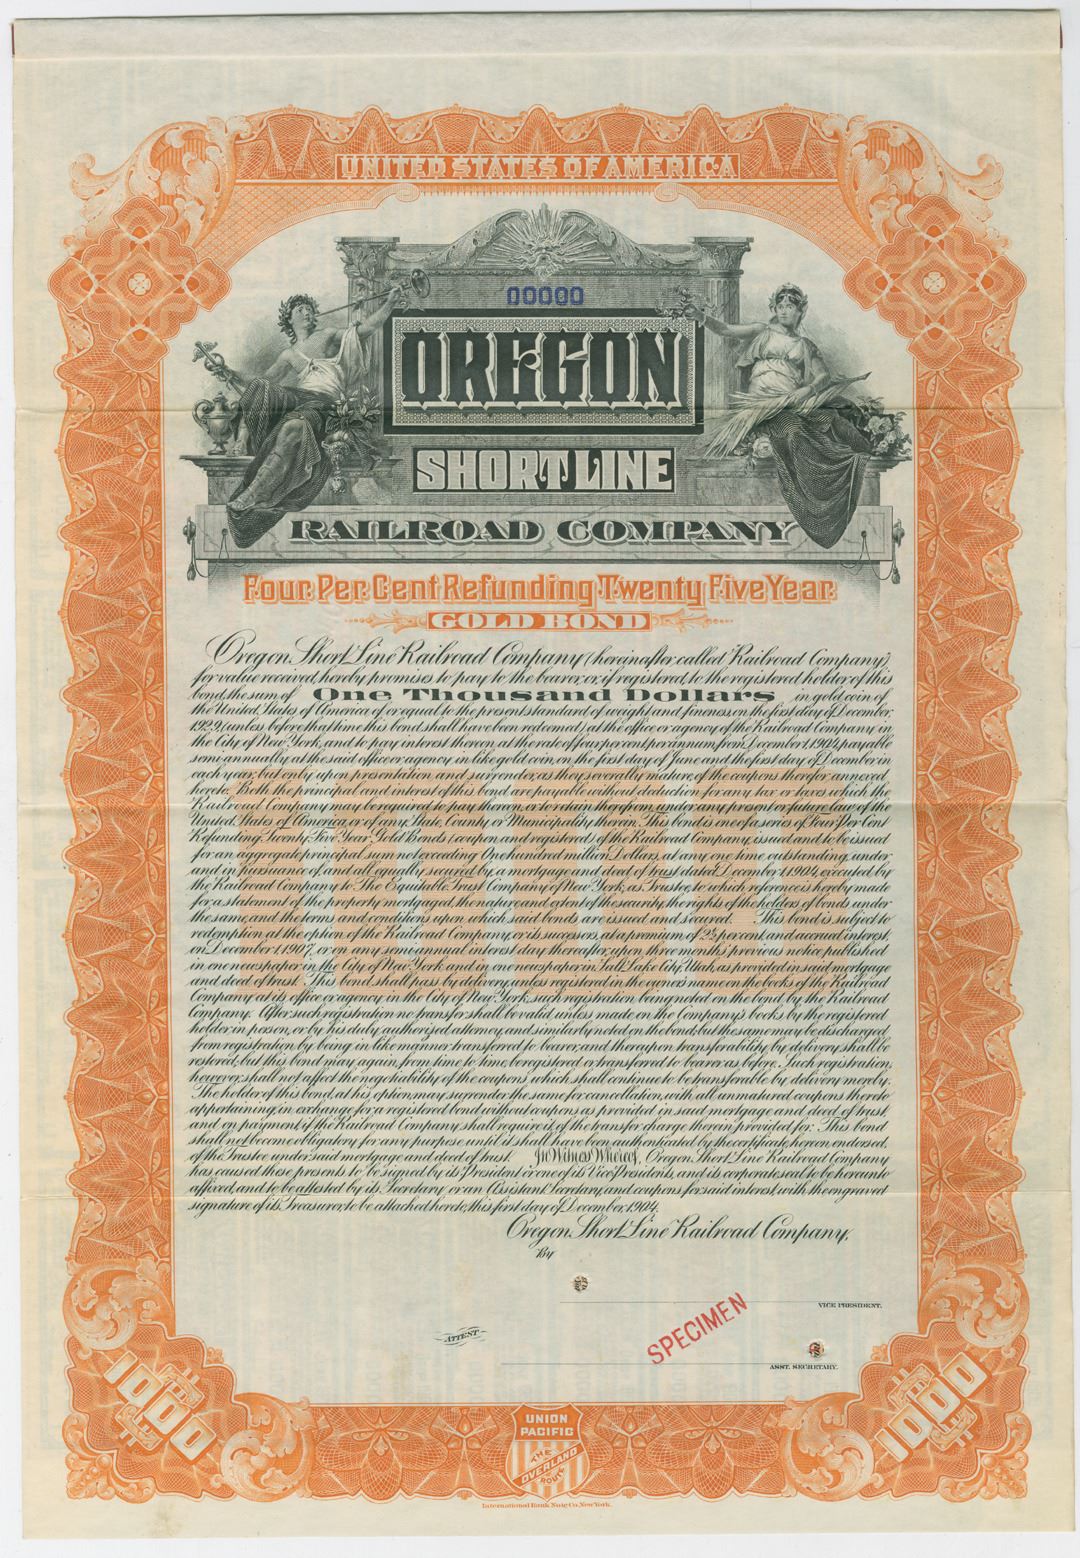 UNITED STATES OF AMERICA
00000
OREGON
SHORT LINE
RAILROAD COMPANY
Four Per Cent Refunding Twenty Five Year
GOLD BOND
Oregon Short Line Railroad Company (hereinafter called Railroad Company)
for value received, hereby promises to pay to the bearer, or, if registered, to the registered holder of this
bond, the sum of One Thousand Dollars in gold coin of
the United States of America of or equal to the present standard of weight and fineness on the first day of December,
1929, (unless before that time this bond shall have been redeemed) at the office or agency of the Railroad Company in
the City of New York, and to pay interest thereon, at the rate of four per cent per annum, from December 1, 1904, payable
semi-annually at the said office or agency, in like gold coin, on the first day of June and the first day of December in
each year, but only upon presentation and surrender, as they severally mature of the coupons therefor annexed
hereto. Both the principal and interest of this bond are payable without deduction for any tax or taxes which the
Railroad Company may be required to pay thereon, or to retain therefrom, under any present or future law of the
United States of America, or of any State, County or Municipality therein. This bond is one of a series of Four Per Cent
Refunding Twenty Five Year Gold Bonds (coupon and registered) of the Railroad Company, issued and to be issued
for an aggregate principal sum not exceeding One hundred million Dollars, at any one time outstanding, under
and in pursuance of, and all equally secured by, a mortgage and deed of trust dated December 1, 1904, executed by
the Railroad Company to The Equitable Trust Company of New York, as Trustee, to which reference is hereby made
for a statement of the property mortgaged, the nature and extent of the security, the rights of the holders of bonds under
the same, and the terms and conditions upon which said bonds are issued and secured. This bond is subject to
redemption at the option of the Railroad Company, or its successors, at a premium of 2½ per cent, and accrued interest,
on December 1, 1907, or on any semi-annual interest day thereafter, upon three months' previous notice published
in one newspaper in the City of New York and in one newspaper in Salt Lake City, Utah, as provided in said mortgage
and deed of trust. This bond shall pass by delivery, unless registered in the owner's name on the books of the Railroad
Company at its office or agency in the City of New York, such registration being noted on the bond by the Railroad
Company. After such registration no transfer shall be valid unless made on the Company's books by the registered
holder in person, or by his duly authorized attorney, and similarly noted on the bond; but the same may be discharged
from registration by being in like manner transferred to bearer, and thereupon transferability by delivery shall be
restored; but this bond may again, from time to time, be registered or transferred to bearer as before. Such registration,
however, shall not affect the negotiability of the coupons which shall continue to be transferable by delivery merely.
The holder of this bond, at his option, may surrender the same for cancellation, with all unmatured coupons thereto
appertaining, in exchange for a registered bond without coupons as provided in said mortgage and deed of trust,
and on payment, if the Railroad Company shall require it, of the transfer charge therein provided for. This bond
shall not become obligatory for any purpose until it shall have been authenticated by the certificate, hereon endorsed,
of the Trustee under said mortgage and deed of trust. In Witness Whereof, Oregon Short Line Railroad Company
has caused these presents to be signed by its President or one of its Vice Presidents, and its corporate seal to be hereunto
affixed, and to be attested by its Secretary or an Assistant Secretary, and coupons for said interest, with the engraved
signature of its Treasurer, to be attached hereto, this first day of December, 1904.
Oregon Short Line Railroad Company,
By
VICE PRESIDENT.
ATTEST
SPECIMEN
ASST. SECRETARY.
1000
1000
UNION
PACIFIC
THE
OVERLAND
ROUTE
International Bank Note Co. New York.